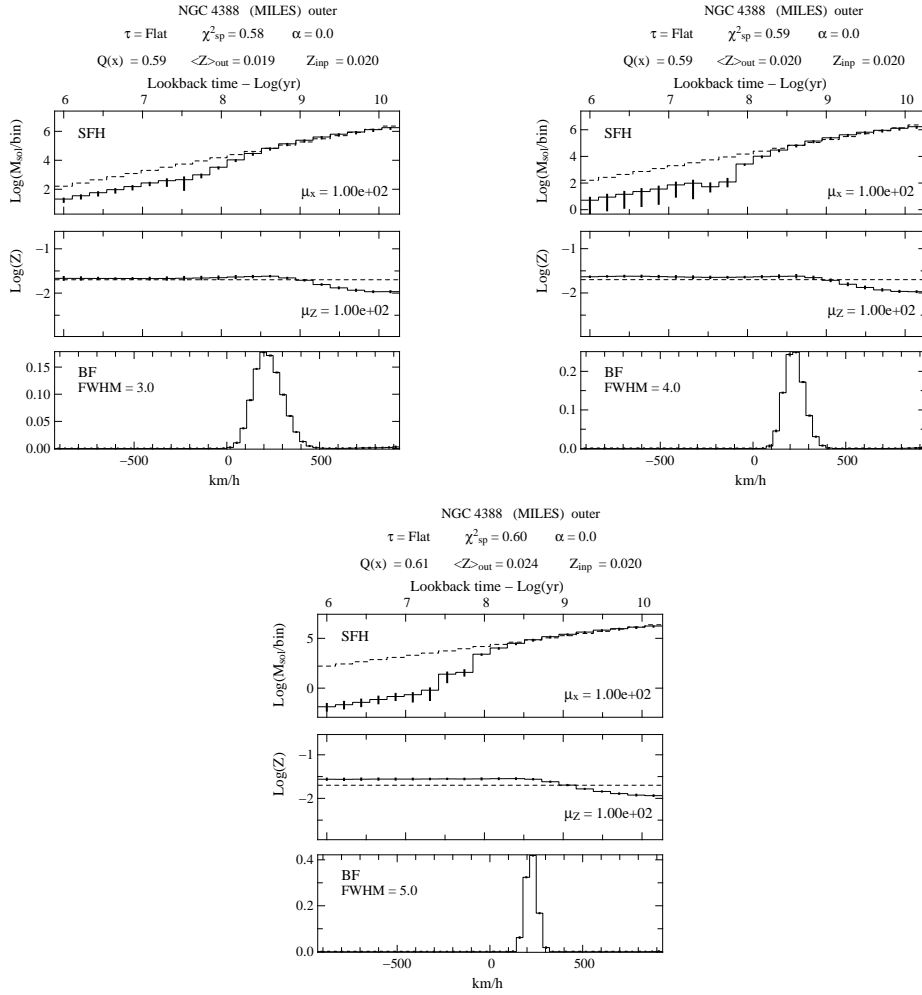 NGC 4388 (MILES) outer
τ = Flat χ²sp = 0.58 α = 0.0
Q(x) = 0.59 <Z>out = 0.019 Zinp = 0.020
Lookback time − Log(yr)
6 7 8 9 10
SFH
6
4
2
Log(Msol/bin)
μx = 1.00e+02
−1
−2
Log(Z)
μZ = 1.00e+02
BF
FWHM = 3.0
0.15
0.10
0.05
0.00
−500 0 500
km/h
NGC 4388 (MILES) outer
τ = Flat χ²sp = 0.59 α = 0.0
Q(x) = 0.59 <Z>out = 0.020 Zinp = 0.020
Lookback time − Log(yr)
6 7 8 9 10
SFH
6
4
2
0
Log(Msol/bin)
μx = 1.00e+02
−1
−2
Log(Z)
μZ = 1.00e+02
BF
FWHM = 4.0
0.2
0.1
0.0
−500 0 500
km/h
NGC 4388 (MILES) outer
τ = Flat χ²sp = 0.60 α = 0.0
Q(x) = 0.61 <Z>out = 0.024 Zinp = 0.020
Lookback time − Log(yr)
6 7 8 9 10
SFH
5
0
Log(Msol/bin)
μx = 1.00e+02
−1
−2
Log(Z)
μZ = 1.00e+02
BF
FWHM = 5.0
0.4
0.2
0.0
−500 0 500
km/h